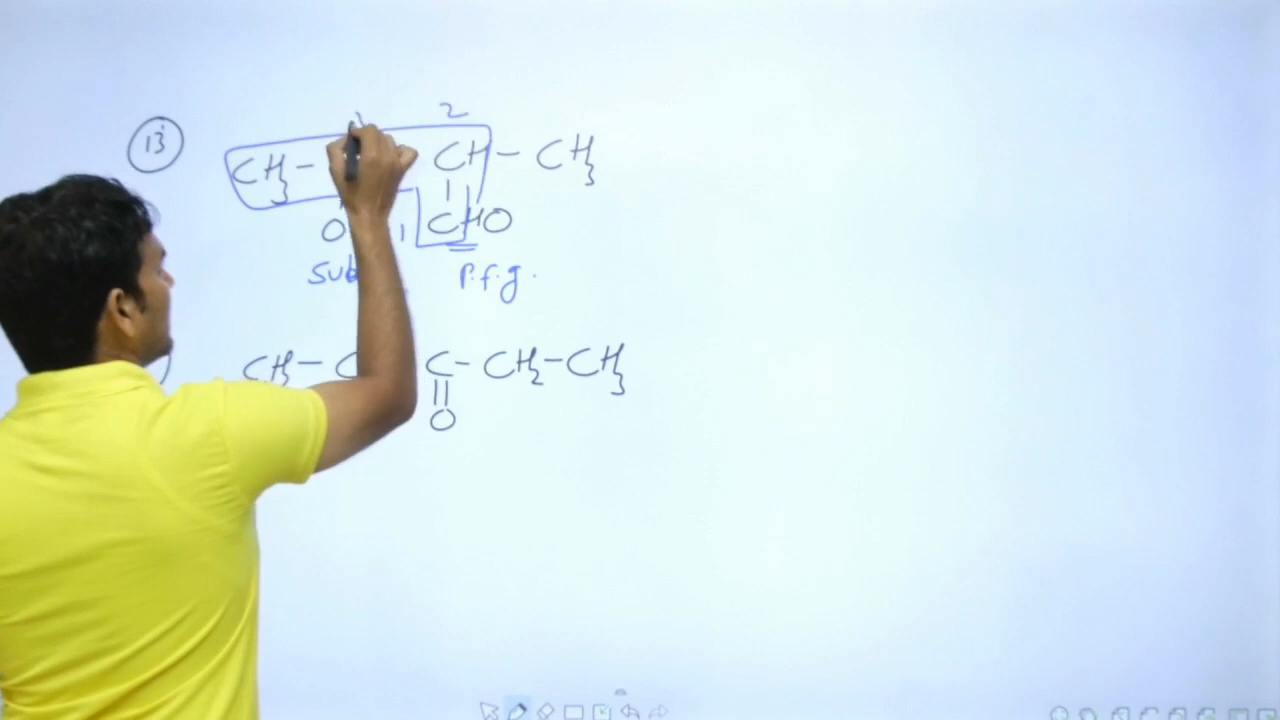 2
13 CH3 - CH - CH3
O 1 CHO
Sub P.f.g.
CH3 - C C - CH2 - CH3
O